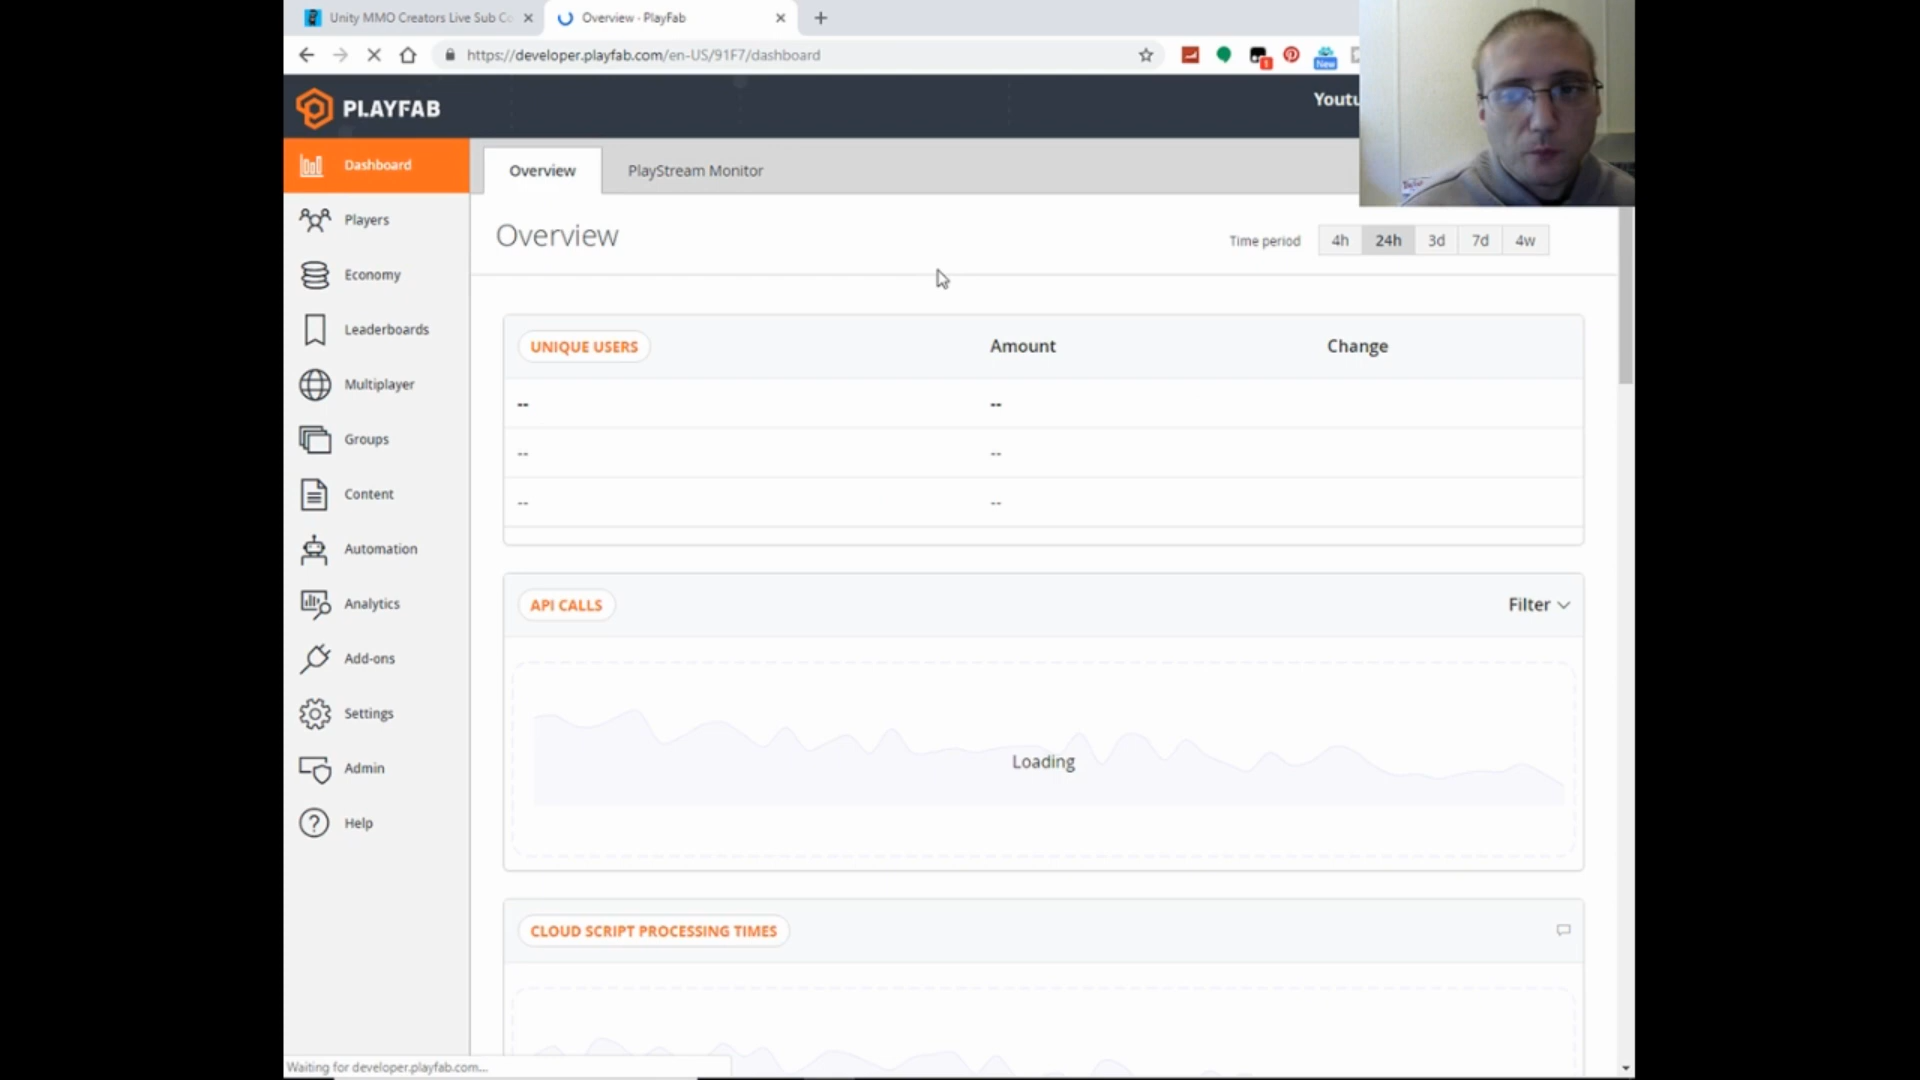 Unity MMO Creators Live Sub Co
Overview - PlayFab
https://developer.playfab.com/en-US/91F7/dashboard
1
New
PLAYFAB
Youtu
Dashboard
Players
Economy
Leaderboards
Multiplayer
Groups
Content
Automation
Analytics
Add-ons
Settings
Admin
Help
Overview
PlayStream Monitor
Overview
Time period
4h
24h
3d
7d
4w
UNIQUE USERS
Amount
Change
-- --
-- --
-- --
API CALLS
Filter
Loading
CLOUD SCRIPT PROCESSING TIMES
Waiting for developer.playfab.com...